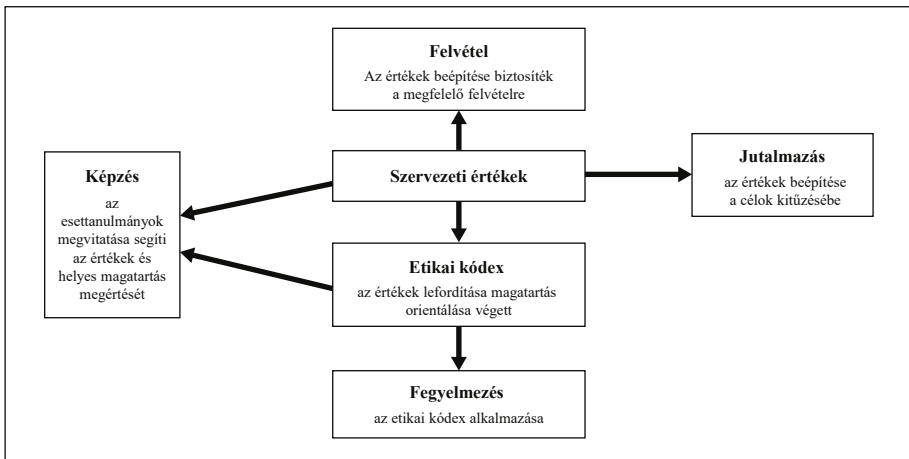 Felvétel
Az értékek beépítése biztosíték
a megfelelő felvételre
Szervezeti értékek
Jutalmazás
az értékek beépítése
a célok kitűzésébe
Képzés
az
esettanulmányok
megvitatása segíti
az értékek és
helyes magatartás
megértését
Etikai kódex
az értékek lefordítása magatartás
orientálása végett
Fegyelmezés
az etikai kódex alkalmazása